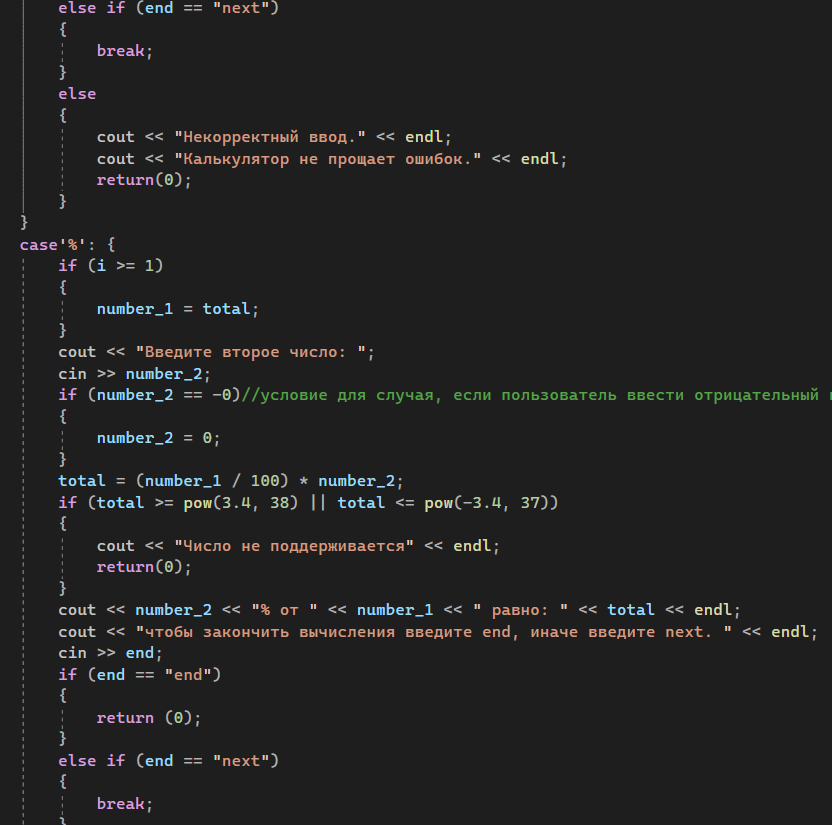 else if (end == "next")
{
break;
}
else
{
cout << "Некорректный ввод." << endl;
cout << "Калькулятор не прощает ошибок." << endl;
return(0);
}
}
case'%': {
if (i >= 1)
{
number_1 = total;
}
cout << "Введите второе число: ";
cin >> number_2;
if (number_2 == -0)//условие для случая, если пользователь ввести отрицательный
{
number_2 = 0;
}
total = (number_1 / 100) * number_2;
if (total >= pow(3.4, 38) || total <= pow(-3.4, 37))
{
cout << "Число не поддерживается" << endl;
return(0);
}
cout << number_2 << "% от " << number_1 << " равно: " << total << endl;
cout << "чтобы закончить вычисления введите end, иначе введите next. " << endl;
cin >> end;
if (end == "end")
{
return (0);
}
else if (end == "next")
{
break;
}